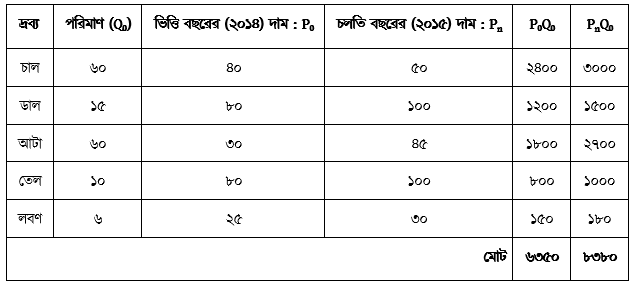 দ্রব্য পরিমাণ (Q₀) ভিত্তি বছরের (২০১৪) দাম : P₀ চলতি বছরের (২০১৫) দাম : Pₙ P₀Q₀ PₙQ₀
চাল ৬০ ৪০ ৫০ ২৪০০ ৩০০০
ডাল ১৫ ৮০ ১০০ ১২০০ ১৫০০
আটা ৬০ ৩০ ৪৫ ১৮০০ ২৭০০
তেল ১০ ৮০ ১০০ ৮০০ ১০০০
লবণ ৬ ২৫ ৩০ ১৫০ ১৮০
মোট ৬৩৫০ ৮৩৮০